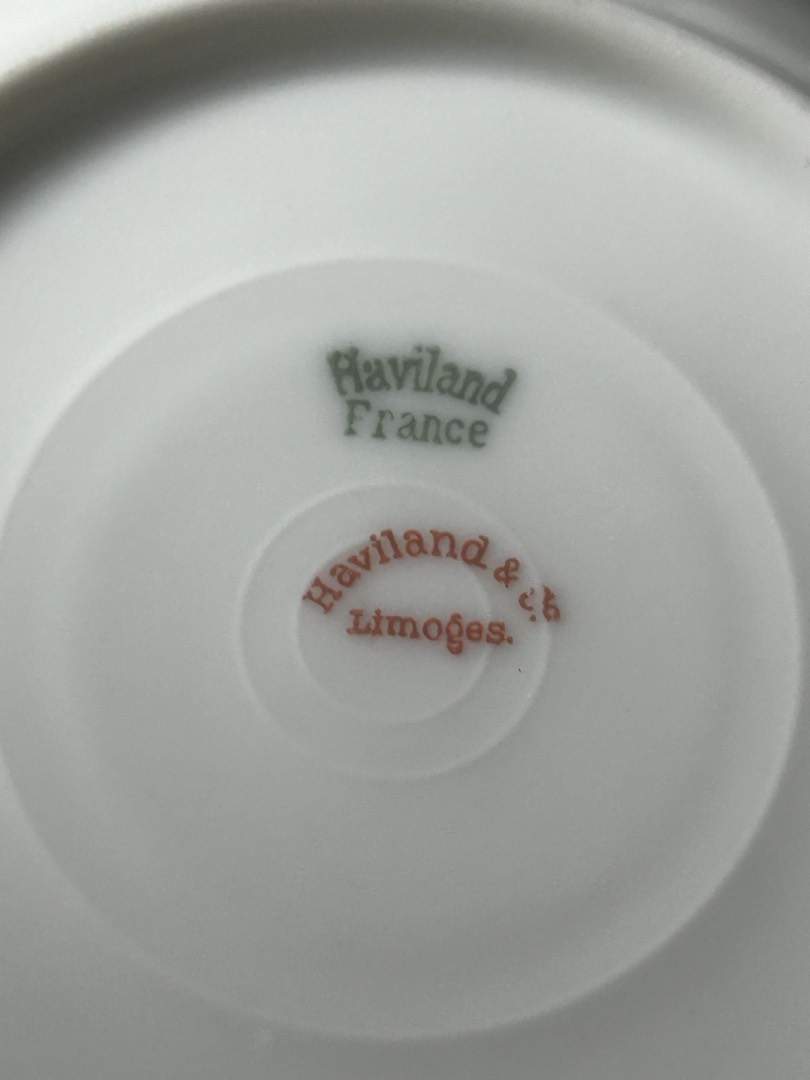 Haviland
France
Haviland & Co
Limoges.